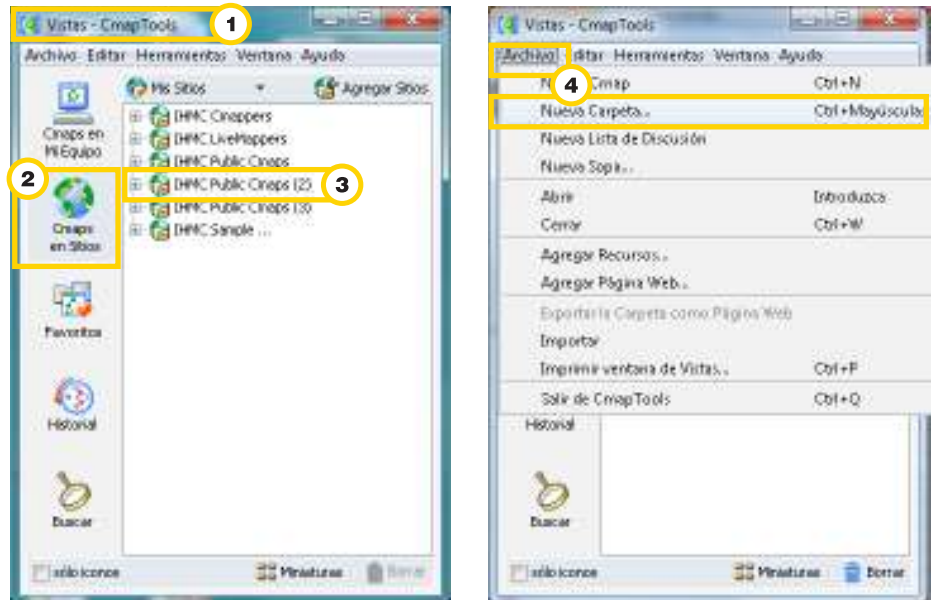 Vistas - CmapTools
1
Archivo Editar Herramientas Ventana Ayuda
Mis Sitios
Agregar Sitios
Cmaps en
Mi Equipo
IHMC Cmappers
IHMC LiveMappers
IHMC Public Cmaps
2
IHMC Public Cmaps (2)
3
IHMC Public Cmaps (3)
IHMC Sample ...
Cmaps
en Sitios
Favoritos
Historial
Buscar
sólo iconos
Miniaturas
Borrar
Vistas - CmapTools
Archivo Editar Herramientas Ventana Ayuda
4
Cmap Ctrl+N
Nueva Carpeta... Ctrl+Mayúsculas
Nueva Lista de Discusión
Nueva Sopa...
Abrir Introduzca
Cerrar Ctrl+W
Agregar Recursos...
Agregar Página Web...
Exportar la Carpeta como Página Web
Importar
Imprimir ventana de Vistas... Ctrl+P
Salir de CmapTools Ctrl+Q
Historial
Buscar
sólo iconos
Miniaturas
Borrar